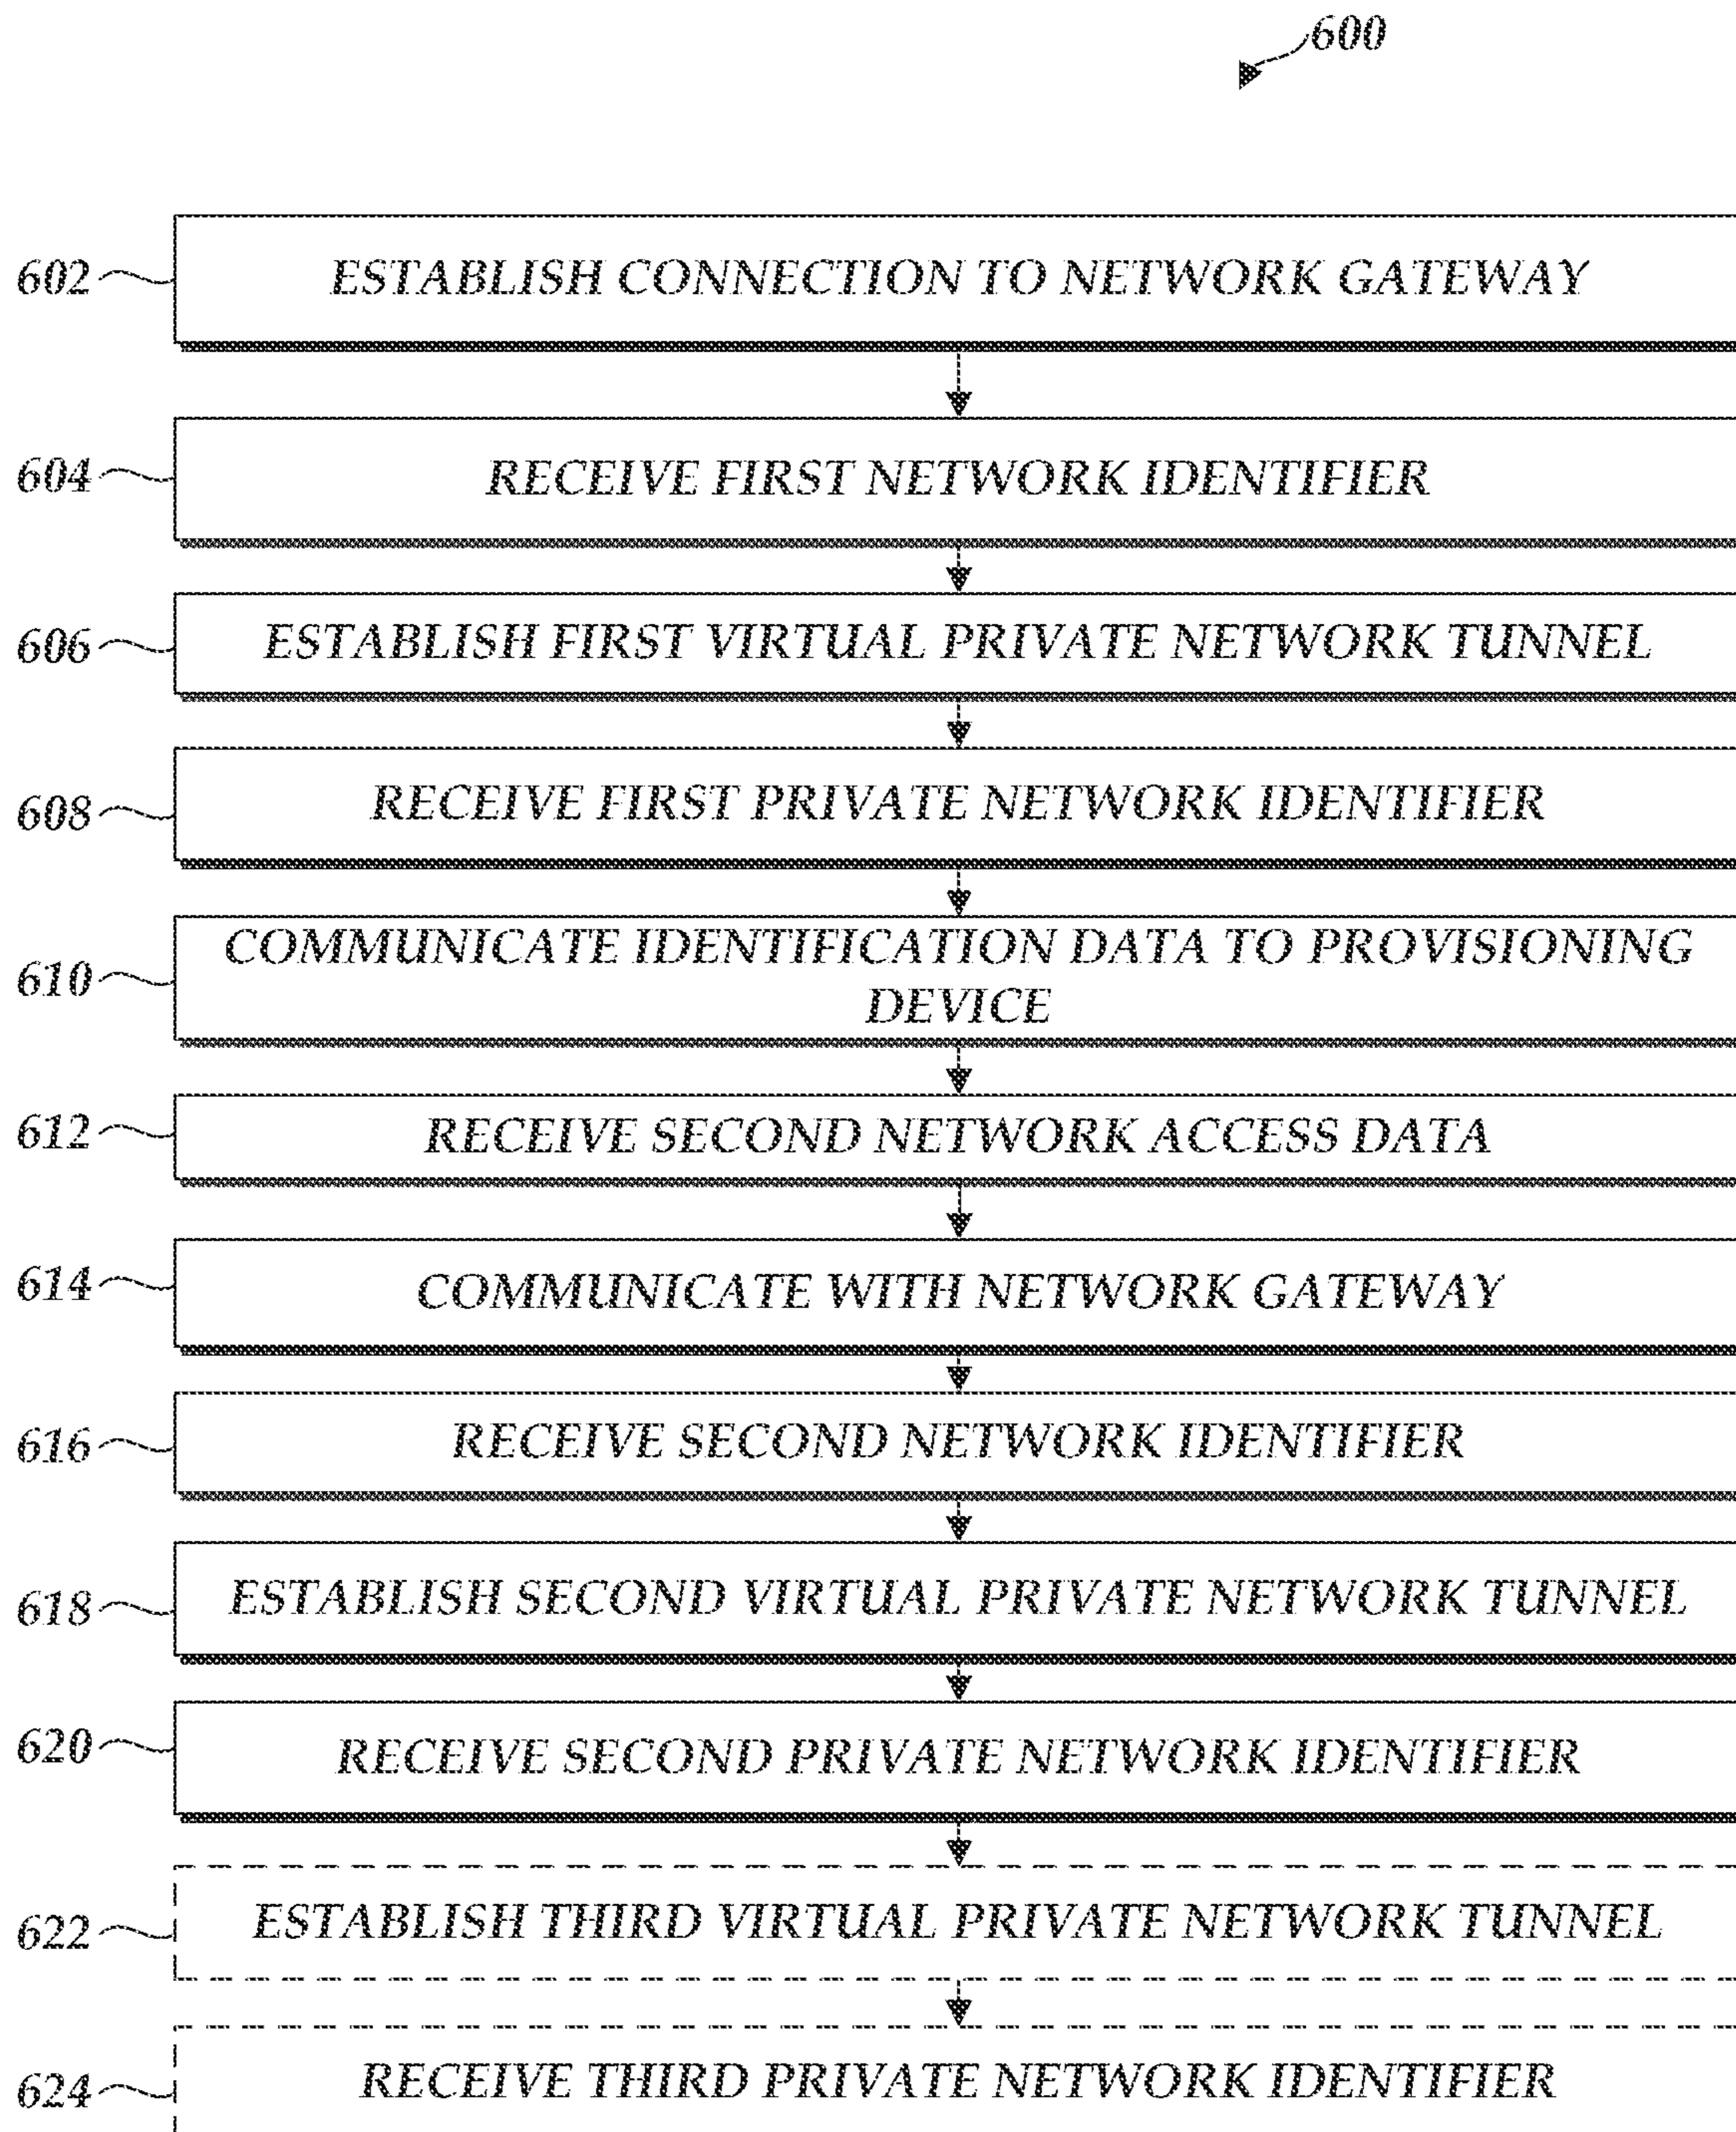 600
602 ESTABLISH CONNECTION TO NETWORK GATEWAY
604 RECEIVE FIRST NETWORK IDENTIFIER
606 ESTABLISH FIRST VIRTUAL PRIVATE NETWORK TUNNEL
608 RECEIVE FIRST PRIVATE NETWORK IDENTIFIER
610 COMMUNICATE IDENTIFICATION DATA TO PROVISIONING
DEVICE
612 RECEIVE SECOND NETWORK ACCESS DATA
614 COMMUNICATE WITH NETWORK GATEWAY
616 RECEIVE SECOND NETWORK IDENTIFIER
618 ESTABLISH SECOND VIRTUAL PRIVATE NETWORK TUNNEL
620 RECEIVE SECOND PRIVATE NETWORK IDENTIFIER
622 ESTABLISH THIRD VIRTUAL PRIVATE NETWORK TUNNEL
624 RECEIVE THIRD PRIVATE NETWORK IDENTIFIER